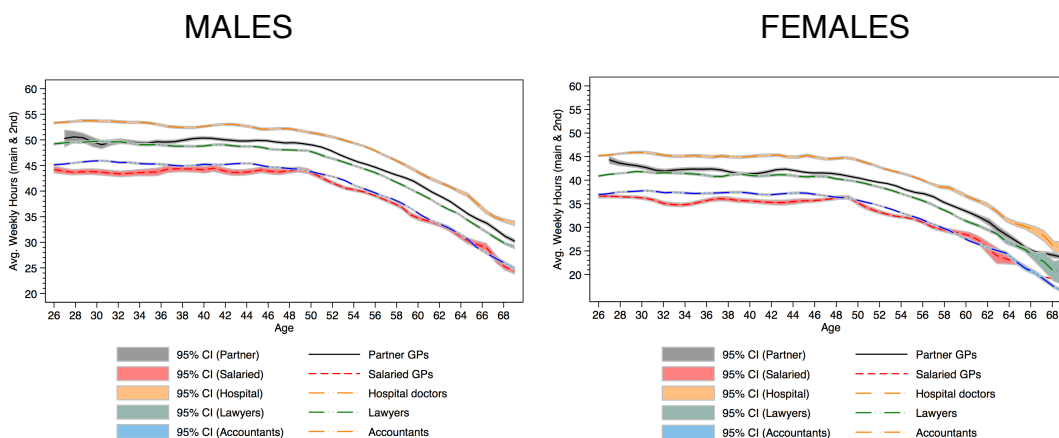 MALES
FEMALES
Avg. Weekly Hours (main & 2nd)
60
55
50
45
40
35
30
25
20
26 28 30 32 34 36 38 40 42 44 46 48 50 52 54 56 58 60 62 64 66 68
Age
95% CI (Partner) Partner GPs
95% CI (Salaried) Salaried GPs
95% CI (Hospital) Hospital doctors
95% CI (Lawyers) Lawyers
95% CI (Accountants) Accountants
Avg. Weekly Hours (main & 2nd)
60
55
50
45
40
35
30
25
20
26 28 30 32 34 36 38 40 42 44 46 48 50 52 54 56 58 60 62 64 66 68
Age
95% CI (Partner) Partner GPs
95% CI (Salaried) Salaried GPs
95% CI (Hospital) Hospital doctors
95% CI (Lawyers) Lawyers
95% CI (Accountants) Accountants